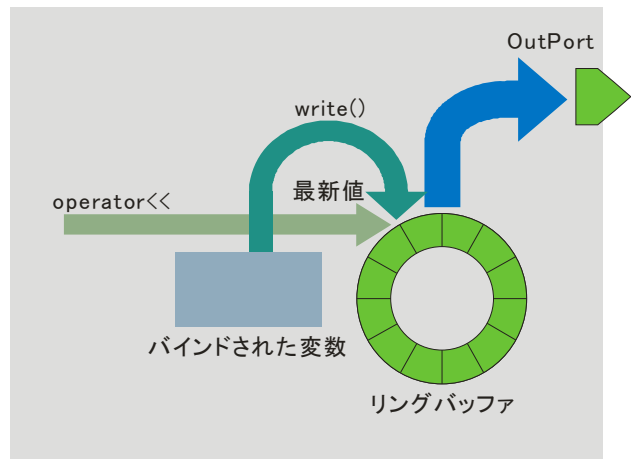 OutPort
write()
最新値
operator<<
バインドされた変数
リングバッファ